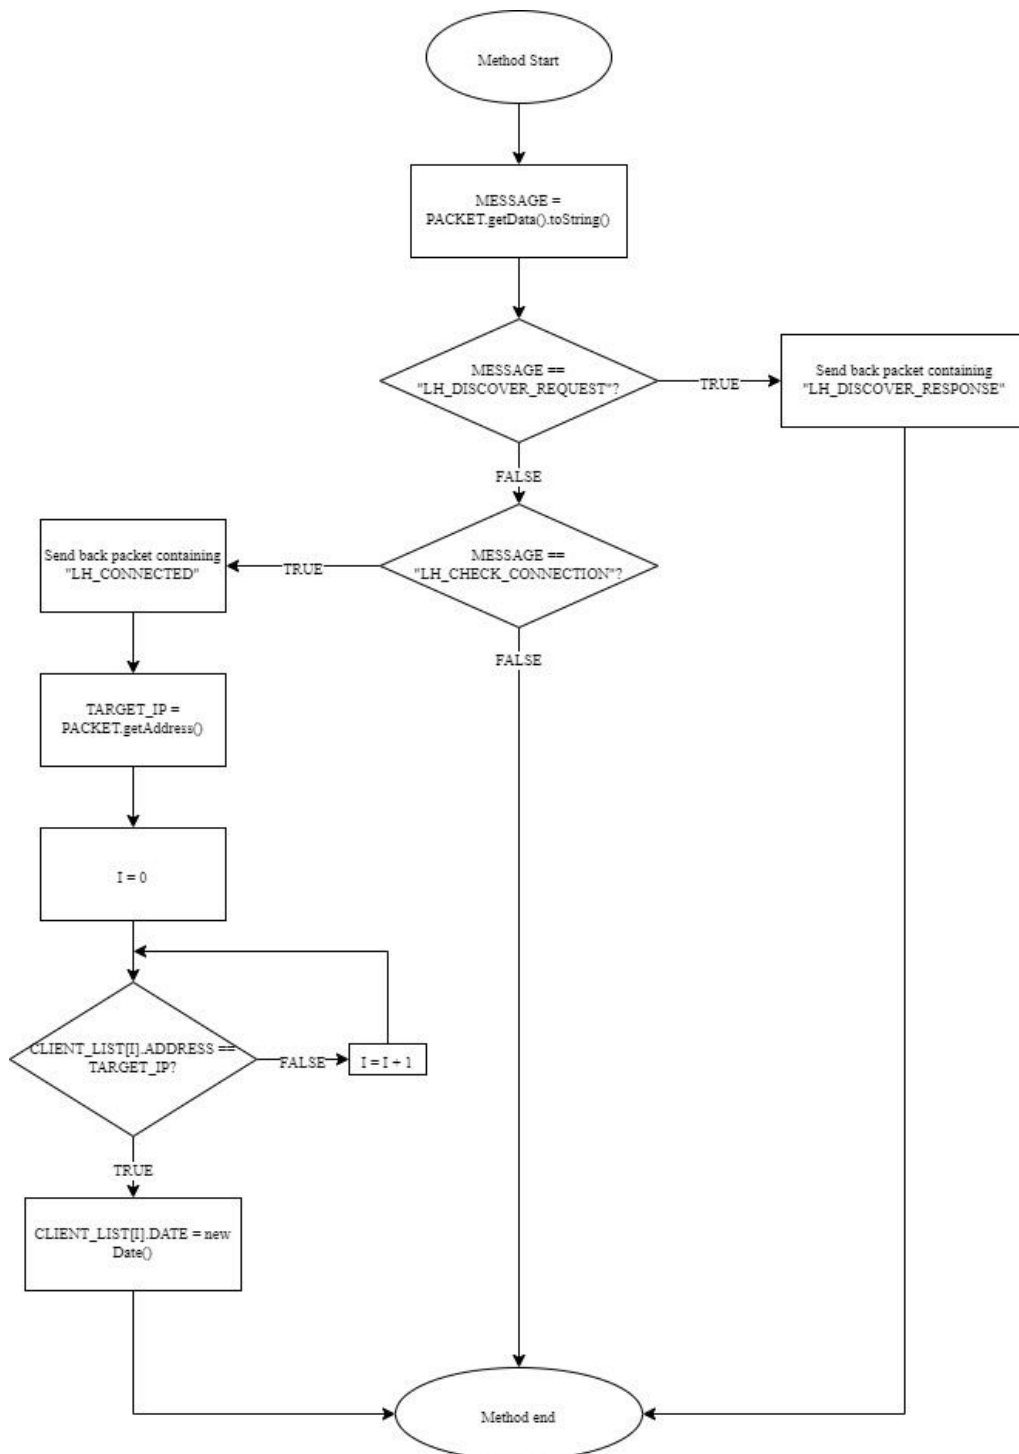 Method Start
MESSAGE =
PACKET.getData().toString()
MESSAGE ==
"LH_DISCOVER_REQUEST"?
TRUE
Send back packet containing
"LH_DISCOVER_RESPONSE"
FALSE
MESSAGE ==
"LH_CHECK_CONNECTION"?
TRUE
Send back packet containing
"LH_CONNECTED"
FALSE
TARGET_IP =
PACKET.getAddress()
I = 0
CLIENT_LIST[I].ADDRESS ==
TARGET_IP?
FALSE
I = I + 1
TRUE
CLIENT_LIST[I].DATE = new
Date()
Method end